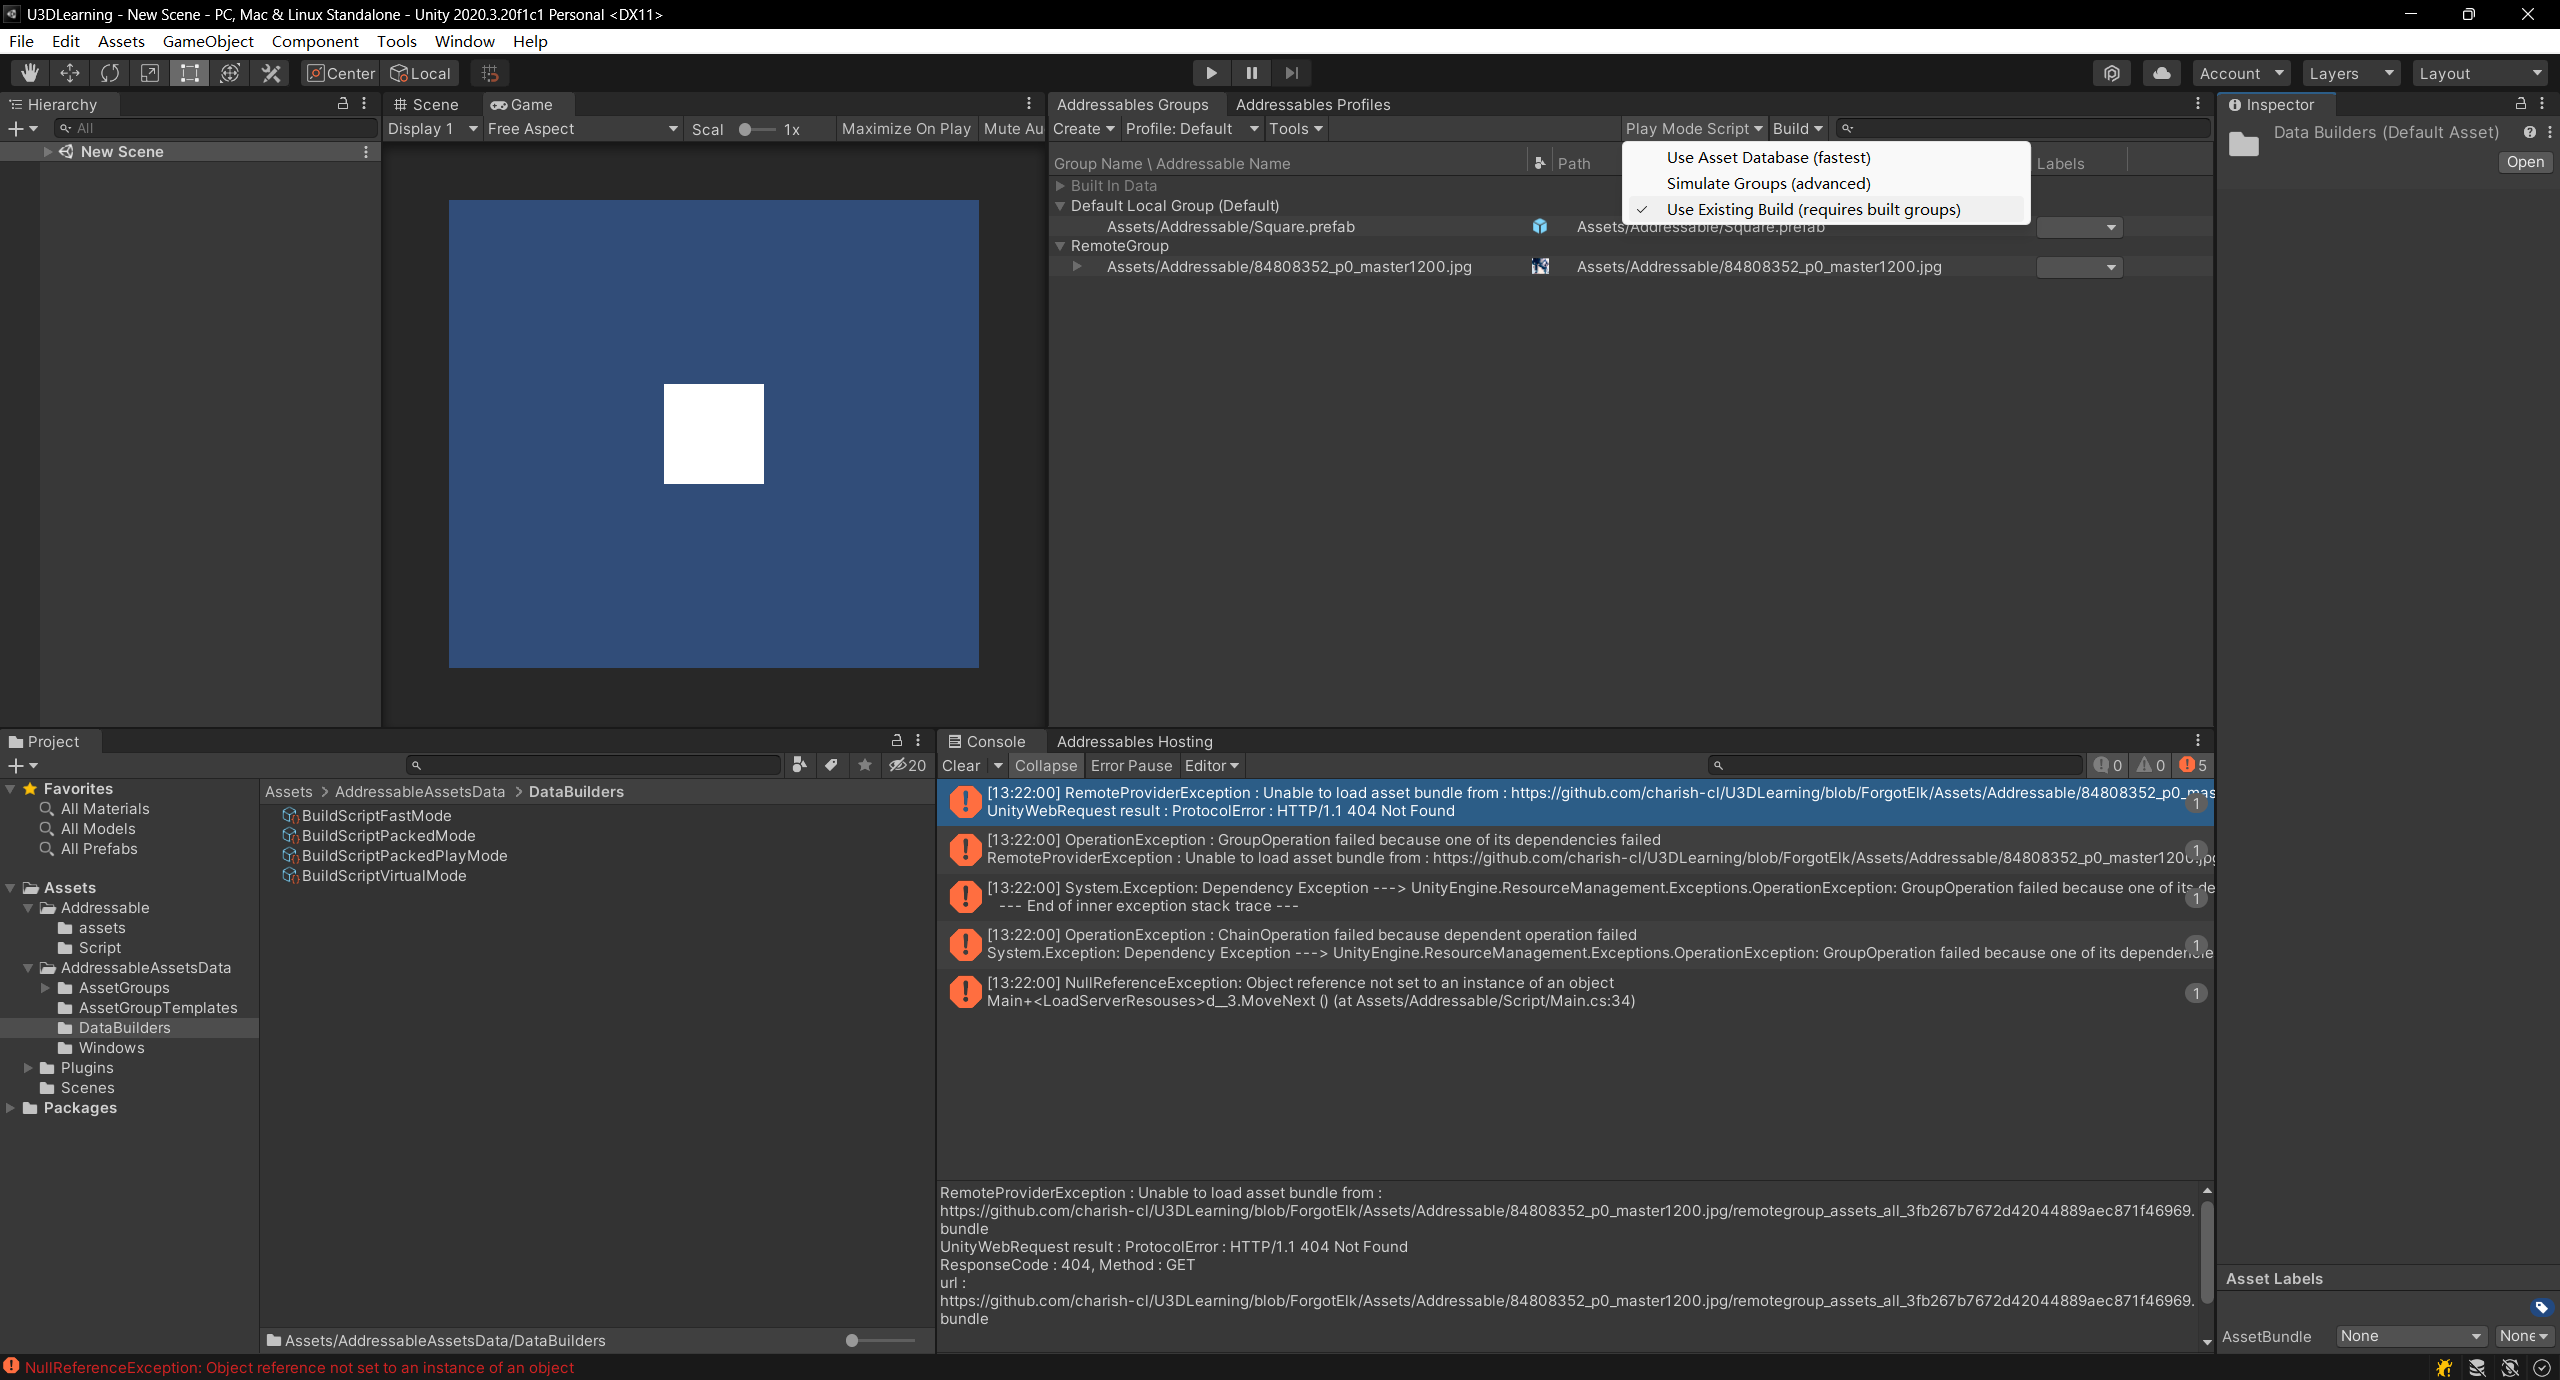 U3DLearning - New Scene - PC, Mac & Linux Standalone - Unity 2020.3.20f1c1 Personal <DX11>
File Edit Assets GameObject Component Tools Window Help
Center Local
Account Layers Layout
Hierarchy
All
New Scene
Scene Game
Display 1 Free Aspect Scal 1x Maximize On Play Mute Au
Addressables Groups Addressables Profiles
Create Profile: Default Tools Play Mode Script Build
Group Name \ Addressable Name Path Labels
Use Asset Database (fastest)
Simulate Groups (advanced)
Use Existing Build (requires built groups)
Built In Data
Default Local Group (Default)
Assets/Addressable/Square.prefab Assets/Addressable/Square.prefab
RemoteGroup
Assets/Addressable/84808352_p0_master1200.jpg Assets/Addressable/84808352_p0_master1200.jpg
Inspector
Data Builders (Default Asset)
Open
Project
20
Favorites
All Materials
All Models
All Prefabs
Assets
Addressable
assets
Script
AddressableAssetsData
AssetGroups
AssetGroupTemplates
DataBuilders
Windows
Plugins
Scenes
Packages
Assets > AddressableAssetsData > DataBuilders
BuildScriptFastMode
BuildScriptPackedMode
BuildScriptPackedPlayMode
BuildScriptVirtualMode
Assets/AddressableAssetsData/DataBuilders
Console Addressables Hosting
Clear Collapse Error Pause Editor 0 0 5
[13:22:00] RemoteProviderException : Unable to load asset bundle from : https://github.com/charish-cl/U3DLearning/blob/ForgotElk/Assets/Addressable/84808352_p0_mas
UnityWebRequest result : ProtocolError : HTTP/1.1 404 Not Found
1
[13:22:00] OperationException : GroupOperation failed because one of its dependencies failed
RemoteProviderException : Unable to load asset bundle from : https://github.com/charish-cl/U3DLearning/blob/ForgotElk/Assets/Addressable/84808352_p0_master1200.jpg
1
[13:22:00] System.Exception: Dependency Exception ---> UnityEngine.ResourceManagement.Exceptions.OperationException: GroupOperation failed because one of its de
--- End of inner exception stack trace ---
1
[13:22:00] OperationException : ChainOperation failed because dependent operation failed
System.Exception: Dependency Exception ---> UnityEngine.ResourceManagement.Exceptions.OperationException: GroupOperation failed because one of its dependencie
1
[13:22:00] NullReferenceException: Object reference not set to an instance of an object
Main+<LoadServerResouses>d__3.MoveNext () (at Assets/Addressable/Script/Main.cs:34)
1
RemoteProviderException : Unable to load asset bundle from :
https://github.com/charish-cl/U3DLearning/blob/ForgotElk/Assets/Addressable/84808352_p0_master1200.jpg/remotegroup_assets_all_3fb267b7672d42044889aec871f46969.
bundle
UnityWebRequest result : ProtocolError : HTTP/1.1 404 Not Found
ResponseCode : 404, Method : GET
url :
https://github.com/charish-cl/U3DLearning/blob/ForgotElk/Assets/Addressable/84808352_p0_master1200.jpg/remotegroup_assets_all_3fb267b7672d42044889aec871f46969.
bundle
Asset Labels
AssetBundle None None
NullReferenceException: Object reference not set to an instance of an object